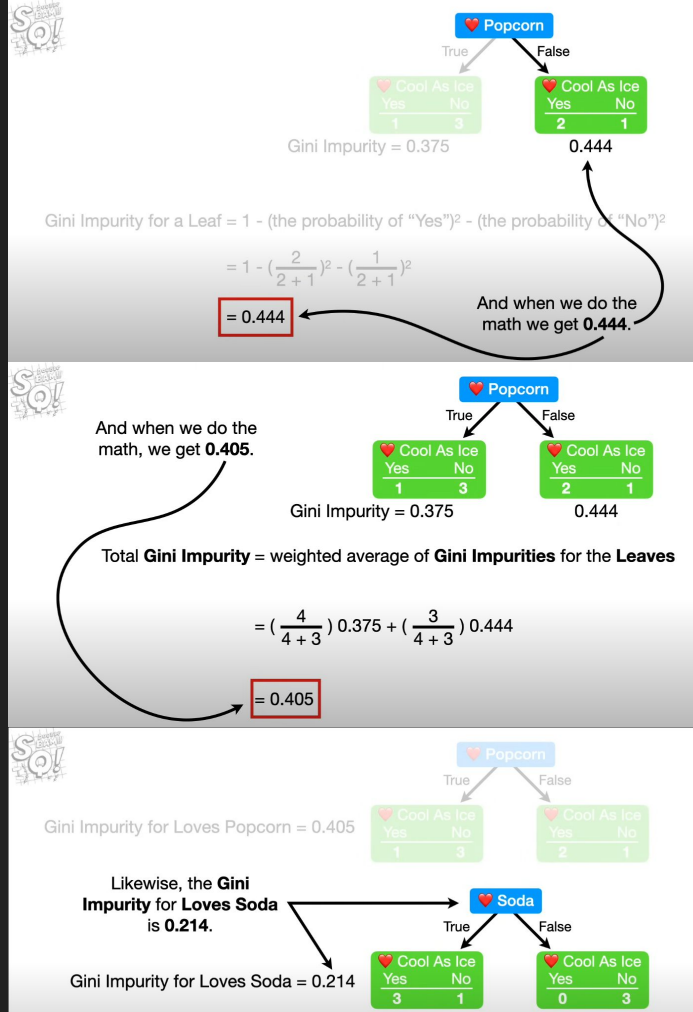 SQ!
❤️ Popcorn
True
False
❤️ Cool As Ice
Yes No
1 3
❤️ Cool As Ice
Yes No
2 1
Gini Impurity = 0.375
0.444
Gini Impurity for a Leaf = 1 - (the probability of “Yes”)² - (the probability of “No”)²
= 1 - ( 2 / 2 + 1 )² - ( 1 / 2 + 1 )²
= 0.444
And when we do the
math we get 0.444.
SQ!
❤️ Popcorn
True
False
And when we do the
math, we get 0.405.
❤️ Cool As Ice
Yes No
1 3
❤️ Cool As Ice
Yes No
2 1
Gini Impurity = 0.375
0.444
Total Gini Impurity = weighted average of Gini Impurities for the Leaves
= ( 4 / 4 + 3 ) 0.375 + ( 3 / 4 + 3 ) 0.444
= 0.405
SQ!
❤️ Popcorn
True
False
❤️ Cool As Ice
Yes No
1 3
❤️ Cool As Ice
Yes No
2 1
Gini Impurity for Loves Popcorn = 0.405
Likewise, the Gini
Impurity for Loves Soda
is 0.214.
❤️ Soda
True
False
❤️ Cool As Ice
Yes No
3 1
❤️ Cool As Ice
Yes No
0 3
Gini Impurity for Loves Soda = 0.214